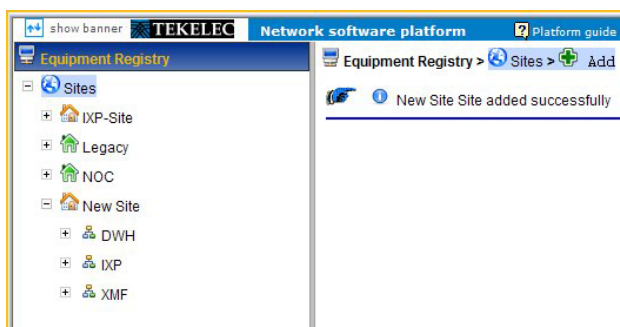 show banner TEKELEC Network software platform Platform guide
Equipment Registry
Equipment Registry > Sites > Add
Sites
New Site Site added successfully
IXP-Site
Legacy
NOC
New Site
DWH
IXP
XMF